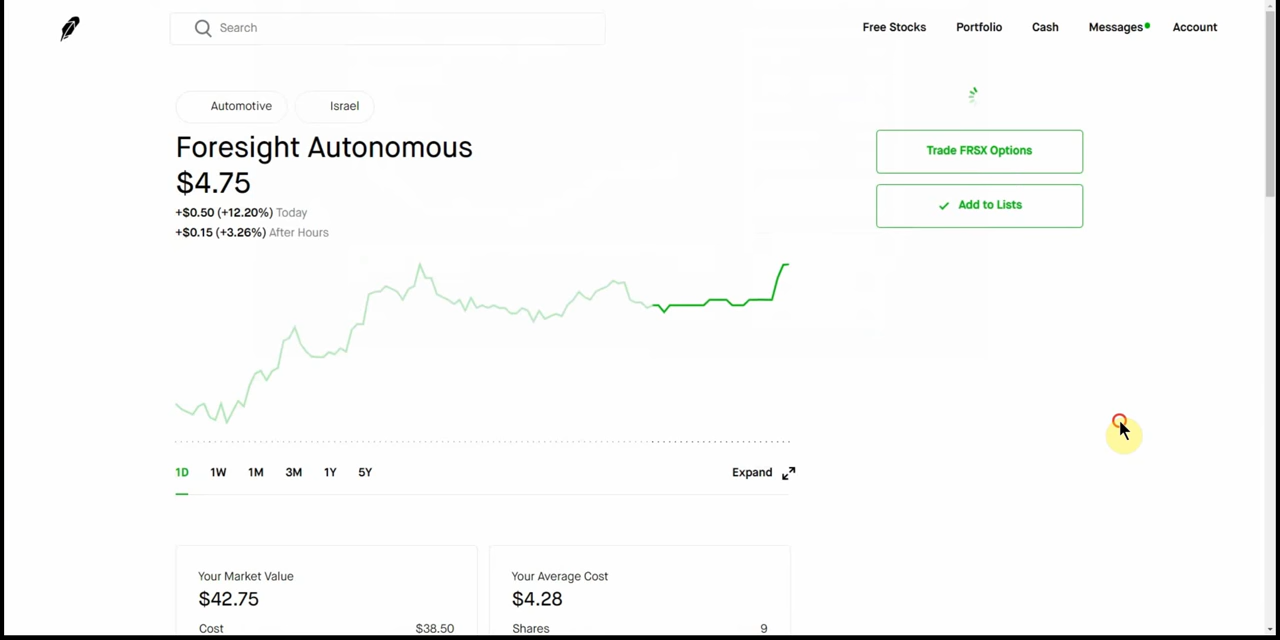 Search
Free Stocks Portfolio Cash Messages Account
Automotive Israel
Foresight Autonomous
$4.75
+$0.50 (+12.20%) Today
+$0.15 (+3.26%) After Hours
Trade FRSX Options
Add to Lists
1D 1W 1M 3M 1Y 5Y Expand
Your Market Value
$42.75
Cost $38.50
Your Average Cost
$4.28
Shares 9